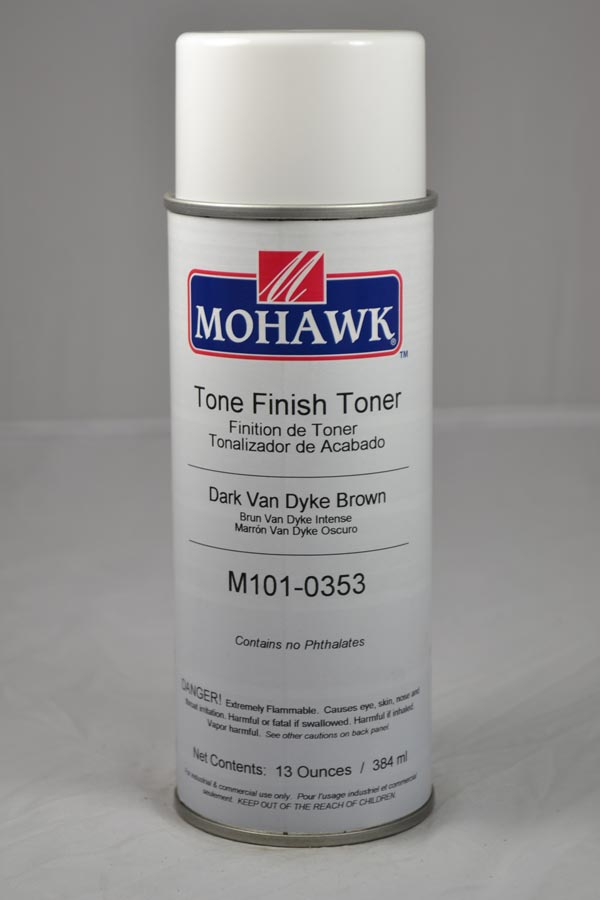 M
MOHAWK®
TM
Tone Finish Toner
Finition de Toner
Tonalizador de Acabado
Dark Van Dyke Brown
Brun Van Dyke Intense
Marrón Van Dyke Oscuro
M101-0353
Contains no Phthalates
DANGER! Extremely Flammable. Causes eye, skin, nose and
throat irritation. Harmful or fatal if swallowed. Harmful if inhaled.
Vapor harmful. See other cautions on back panel.
Net Contents: 13 Ounces / 384 ml
For industrial & commercial use only. Pour l'usage industriel et commercial
seulement. KEEP OUT OF THE REACH OF CHILDREN.